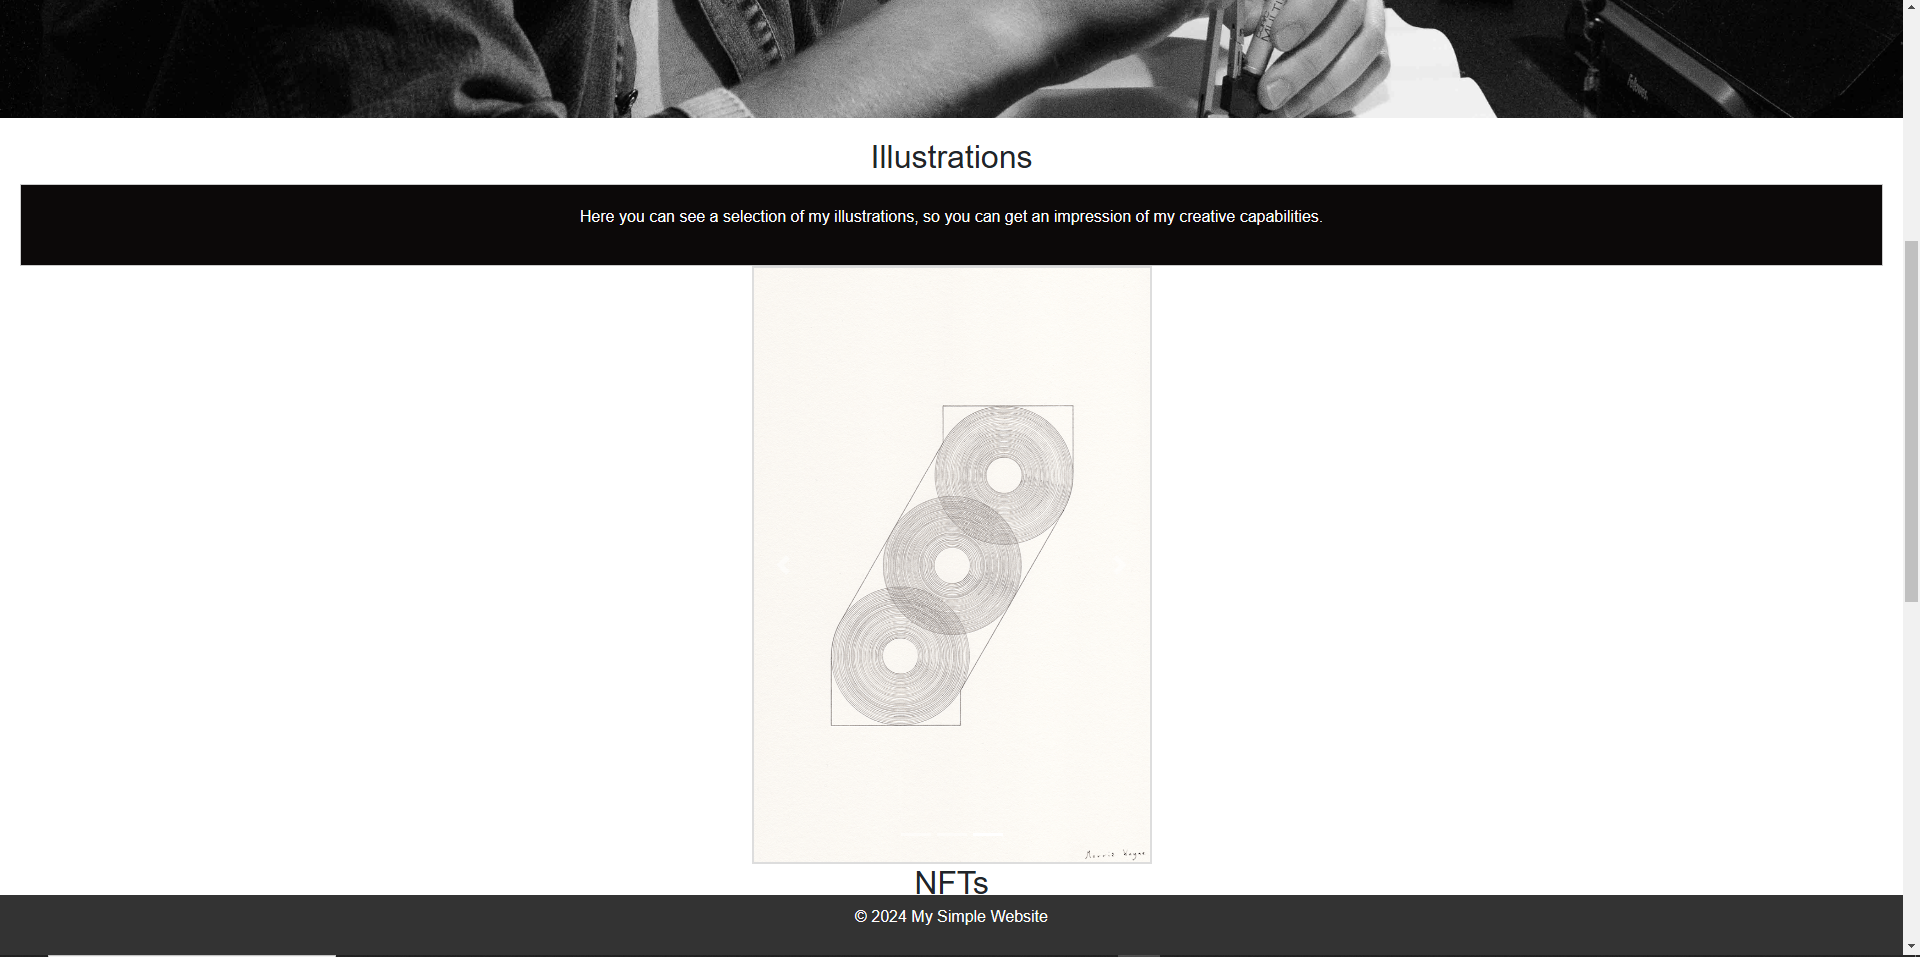 Fellowes
Illustrations
Here you can see a selection of my illustrations, so you can get an impression of my creative capabilities.
NFTs
© 2024 My Simple Website